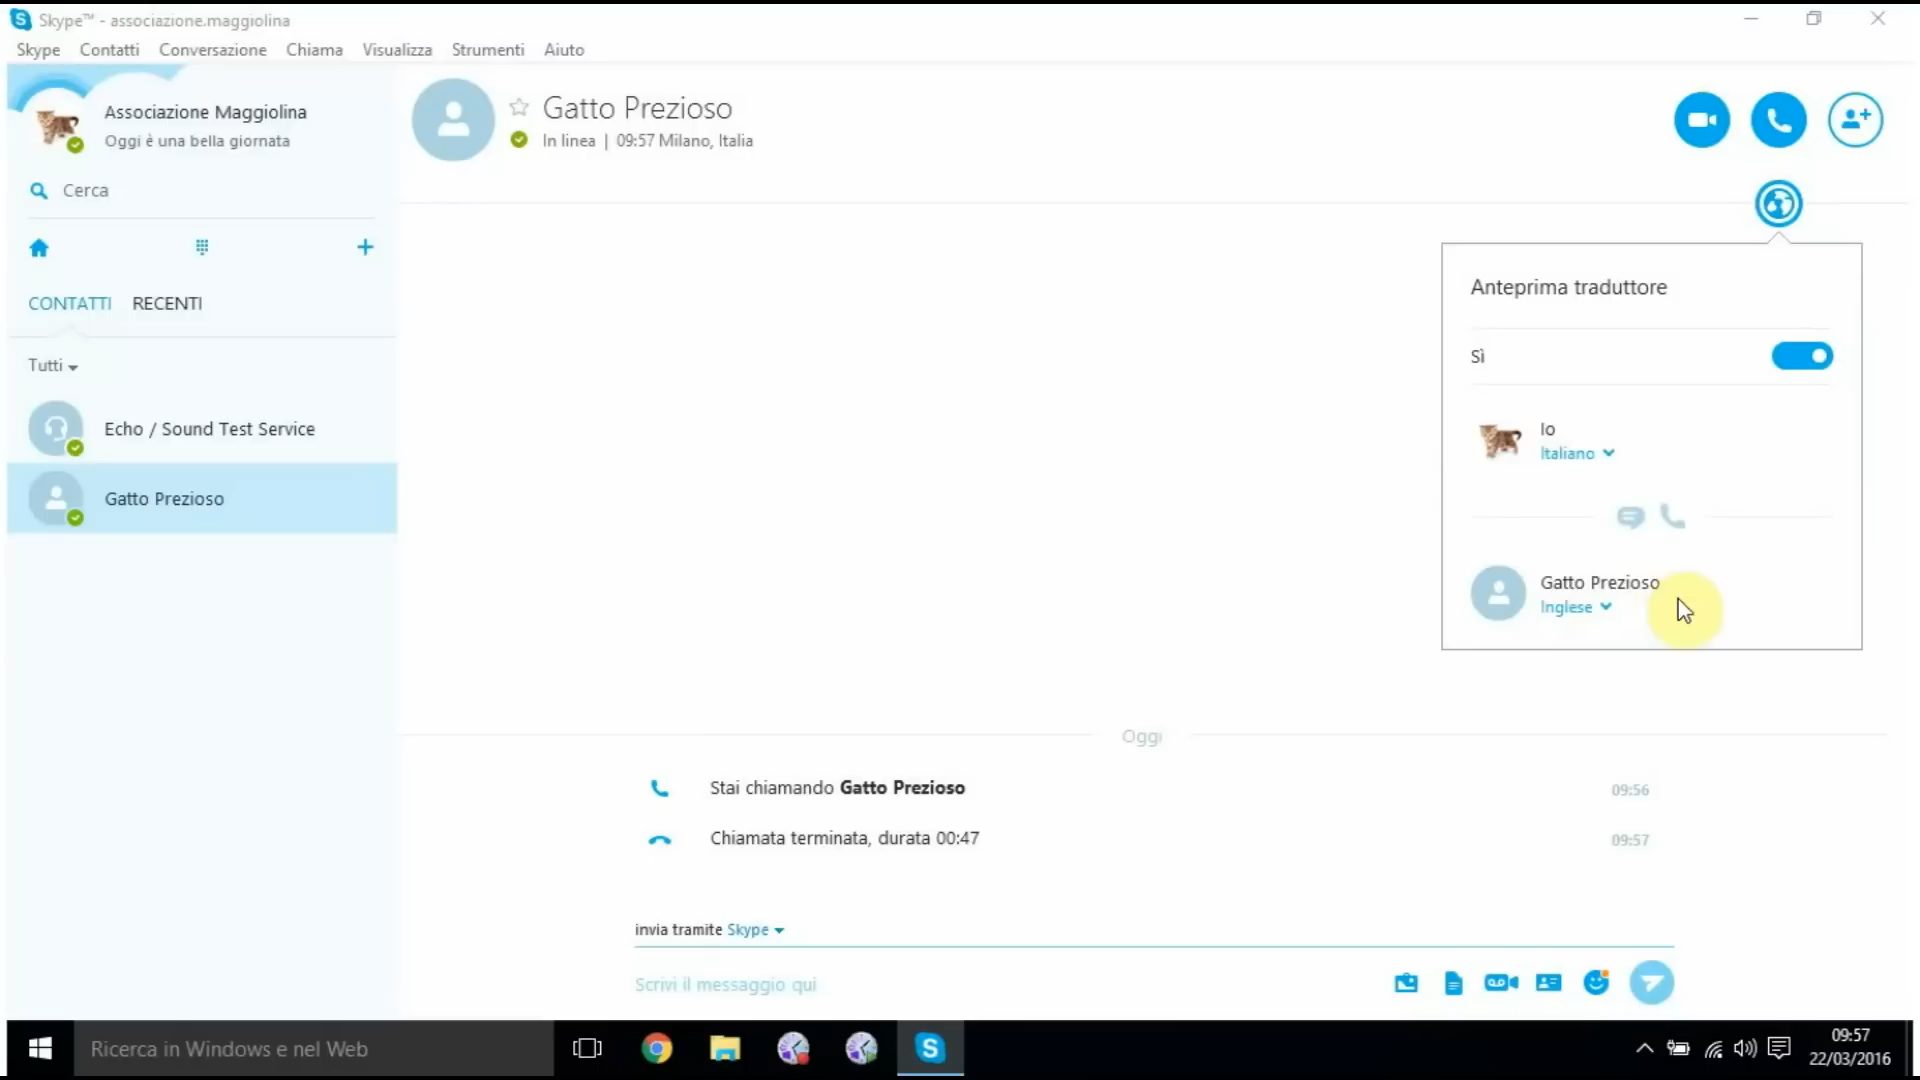 Skype™ - associazione.maggiolina
Skype Contatti Conversazione Chiama Visualizza Strumenti Aiuto
Associazione Maggiolina
Oggi è una bella giornata
Cerca
CONTATTI RECENTI
Tutti
Echo / Sound Test Service
Gatto Prezioso
Gatto Prezioso
In linea | 09:57 Milano, Italia
Anteprima traduttore
Sì
Io
Italiano
Gatto Prezioso
Inglese
Oggi
Stai chiamando Gatto Prezioso 09:56
Chiamata terminata, durata 00:47 09:57
invia tramite Skype
Scrivi il messaggio qui
Ricerca in Windows e nel Web
09:57
22/03/2016